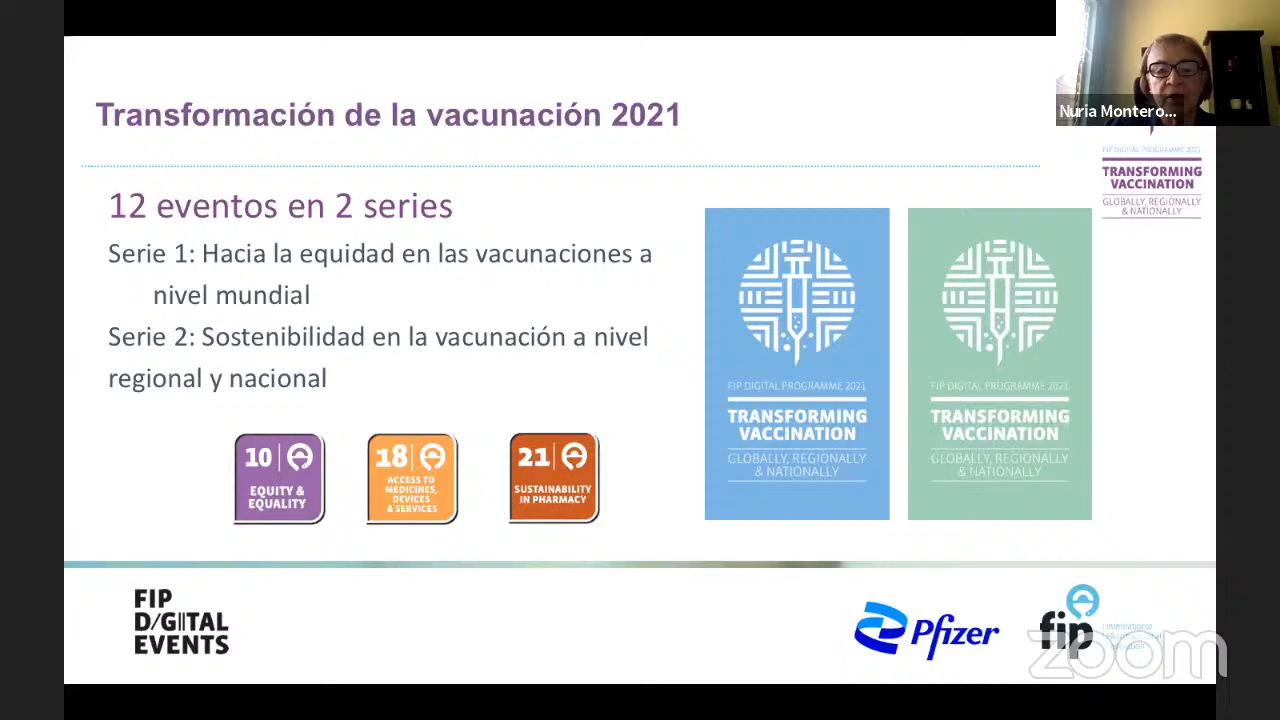 Transformación de la vacunación 2021
Nuria Montero...
FIP DIGITAL PROGRAMME 2021
TRANSFORMING
VACCINATION
GLOBALLY, REGIONALLY
& NATIONALLY
12 eventos en 2 series
Serie 1: Hacia la equidad en las vacunaciones a
nivel mundial
Serie 2: Sostenibilidad en la vacunación a nivel
regional y nacional
10
EQUITY &
EQUALITY
18
ACCESS TO
MEDICINES,
DEVICES
& SERVICES
21
SUSTAINABILITY
IN PHARMACY
FIP DIGITAL PROGRAMME 2021
TRANSFORMING
VACCINATION
GLOBALLY, REGIONALLY
& NATIONALLY
FIP DIGITAL PROGRAMME 2021
TRANSFORMING
VACCINATION
GLOBALLY, REGIONALLY
& NATIONALLY
FIP
DIGITAL
EVENTS
Pfizer
fip
International
zoom